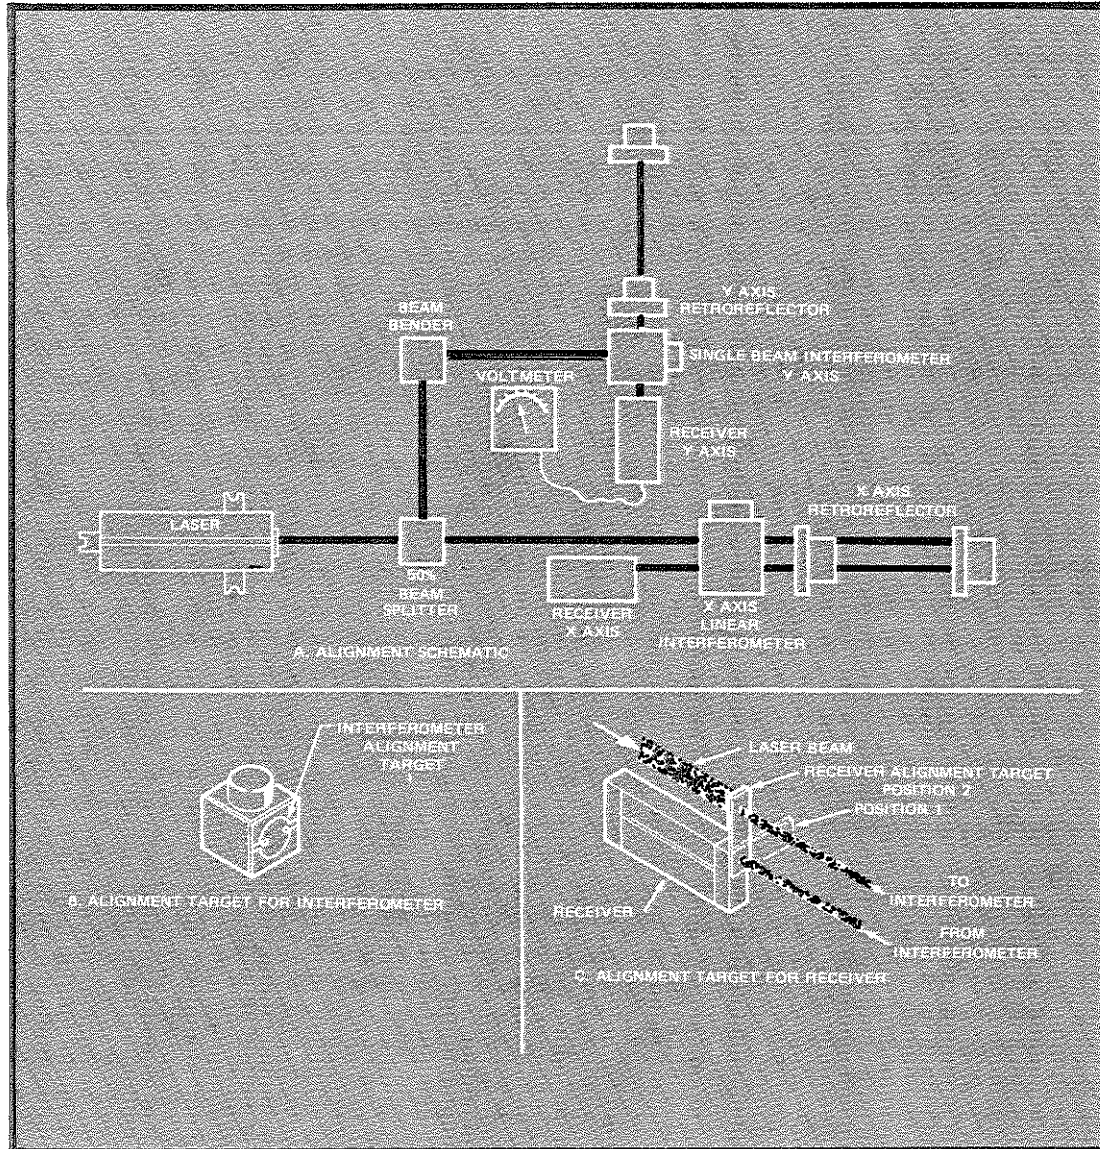 Y AXIS
RETROREFLECTOR
BEAM
BENDER
SINGLE BEAM INTERFEROMETER
Y AXIS
VOLTMETER
RECEIVER
Y AXIS
X AXIS
RETROREFLECTOR
LASER
50%
BEAM
SPLITTER
RECEIVER
X AXIS
X AXIS
LINEAR
INTERFEROMETER
A. ALIGNMENT SCHEMATIC
INTERFEROMETER
ALIGNMENT
TARGET
B. ALIGNMENT TARGET FOR INTERFEROMETER
LASER BEAM
RECEIVER ALIGNMENT TARGET
POSITION 2
POSITION 1
RECEIVER
TO
INTERFEROMETER
FROM
INTERFEROMETER
C. ALIGNMENT TARGET FOR RECEIVER